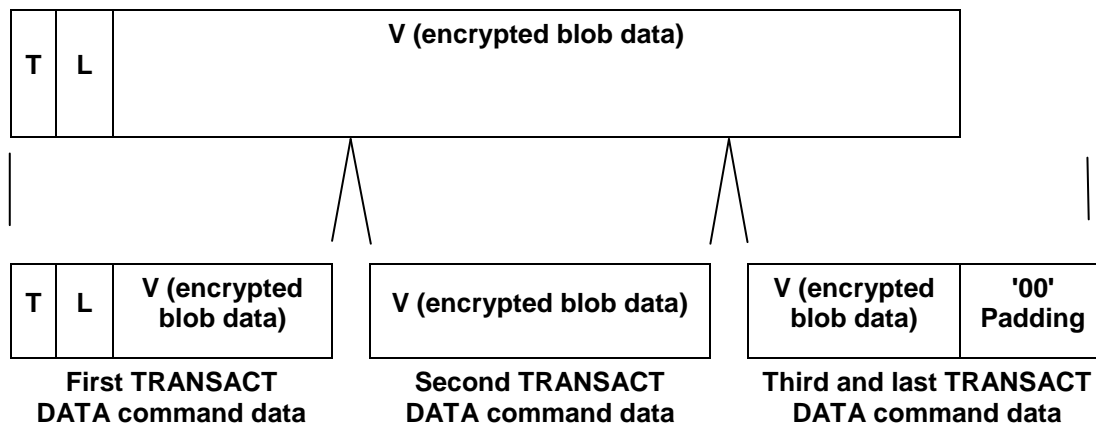 T L V (encrypted blob data)
T L V (encrypted
blob data)
V (encrypted blob data)
V (encrypted
blob data)
'00'
Padding
First TRANSACT
DATA command data
Second TRANSACT
DATA command data
Third and last TRANSACT
DATA command data